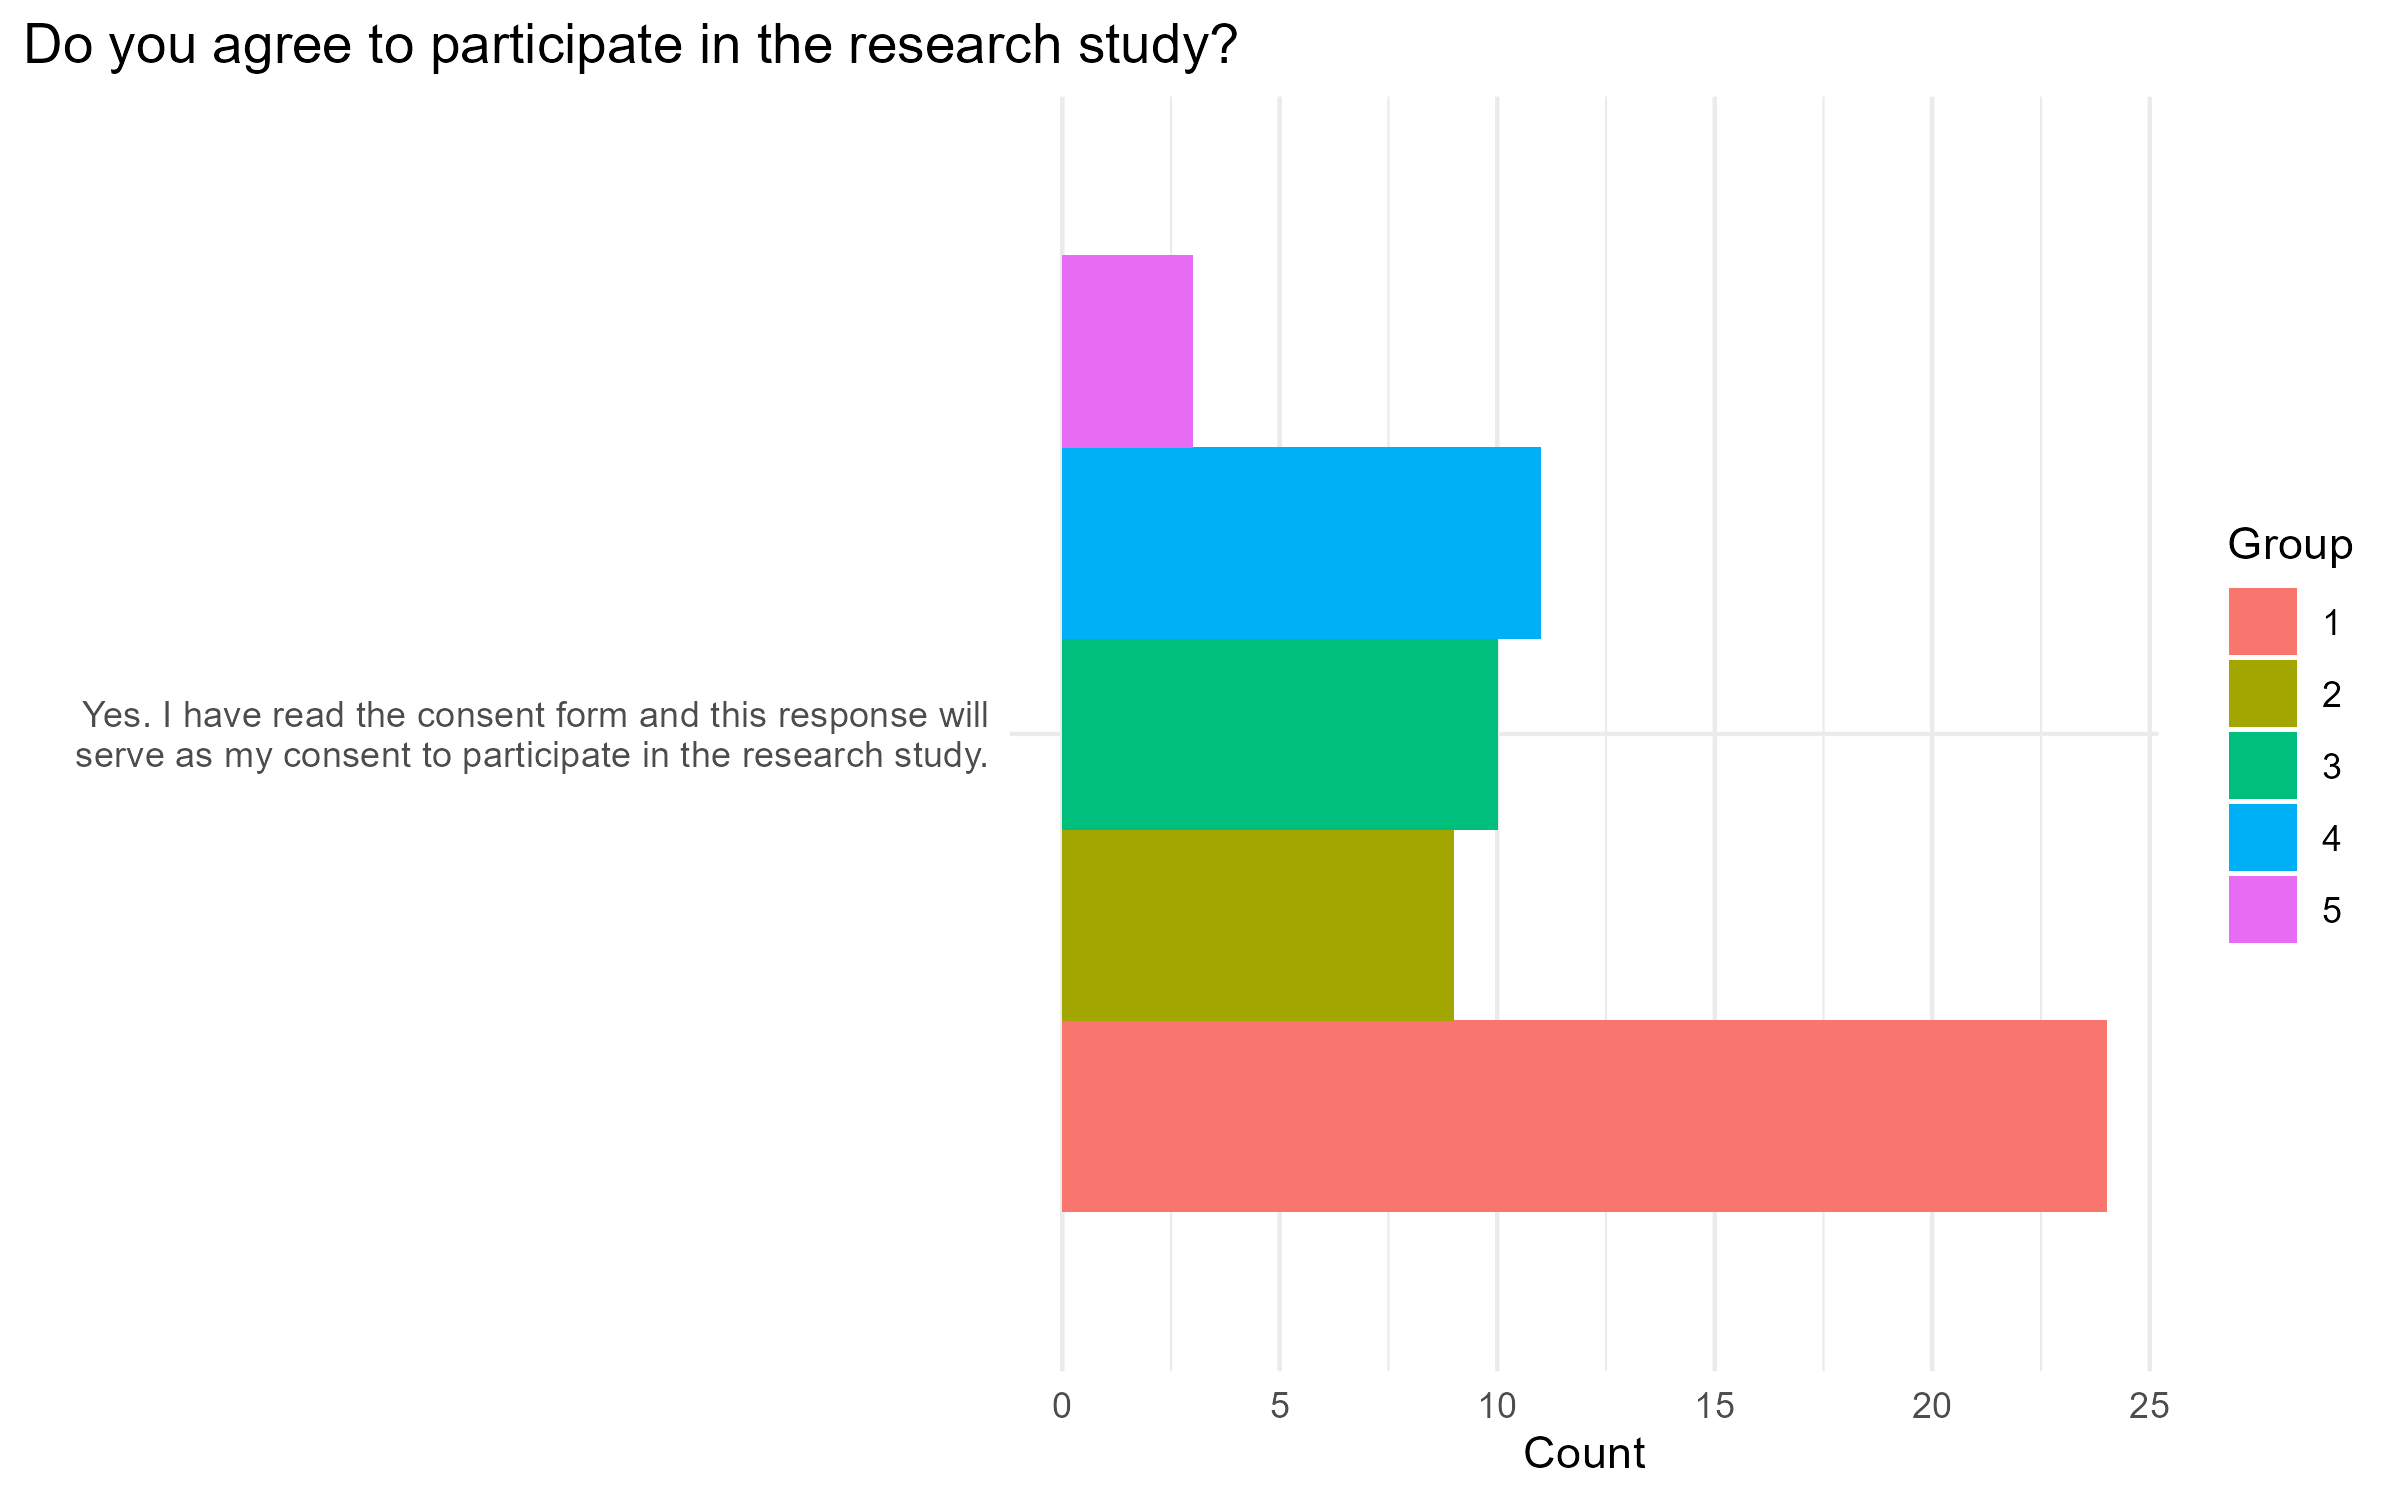 Do you agree to participate in the research study?
Yes. I have read the consent form and this response will
serve as my consent to participate in the research study.
Group
1
2
3
4
5
0 5 10 15 20 25
Count